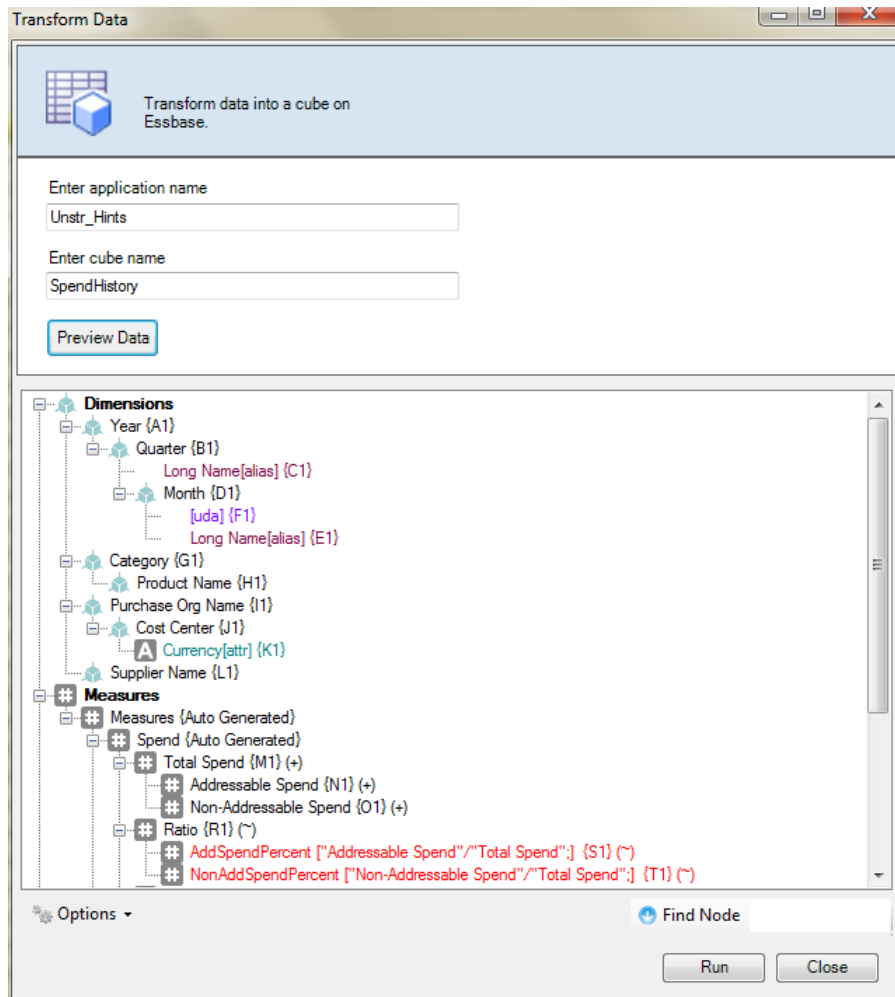 Transform Data
Transform data into a cube on
Essbase.
Enter application name
Unstr_Hints
Enter cube name
SpendHistory
Preview Data
Dimensions
Year {A1}
Quarter {B1}
Long Name[alias] {C1}
Month {D1}
[uda] {F1}
Long Name[alias] {E1}
Category {G1}
Product Name {H1}
Purchase Org Name {I1}
Cost Center {J1}
A Currency[attr] {K1}
Supplier Name {L1}
# Measures
# Measures {Auto Generated}
# Spend {Auto Generated}
# Total Spend {M1} (+)
# Addressable Spend {N1} (+)
# Non-Addressable Spend {O1} (+)
# Ratio {R1} (~)
# AddSpendPercent ["Addressable Spend"/"Total Spend";] {S1} (~)
# NonAddSpendPercent ["Non-Addressable Spend"/"Total Spend";] {T1} (~)
Options
Find Node
Run Close